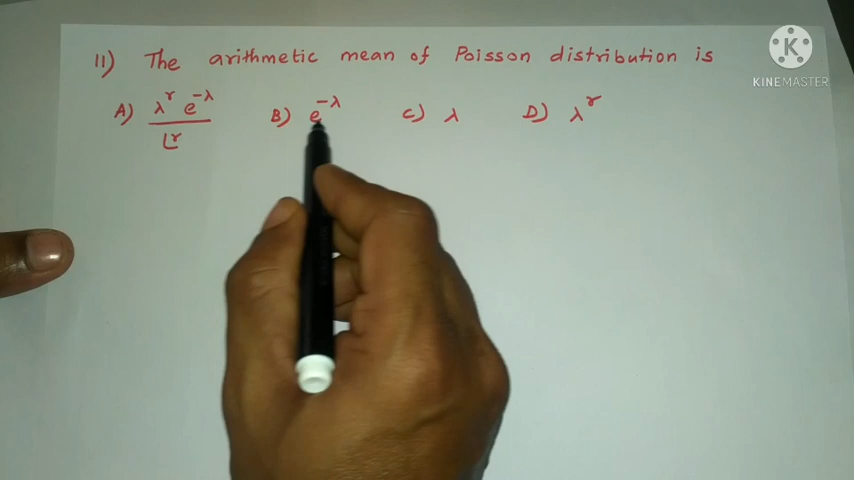 11) The arithmetic mean of Poisson distribution is
A) λ^r e^-λ / ⌊r B) e^-λ C) λ D) λ^r
K
KINEMASTER